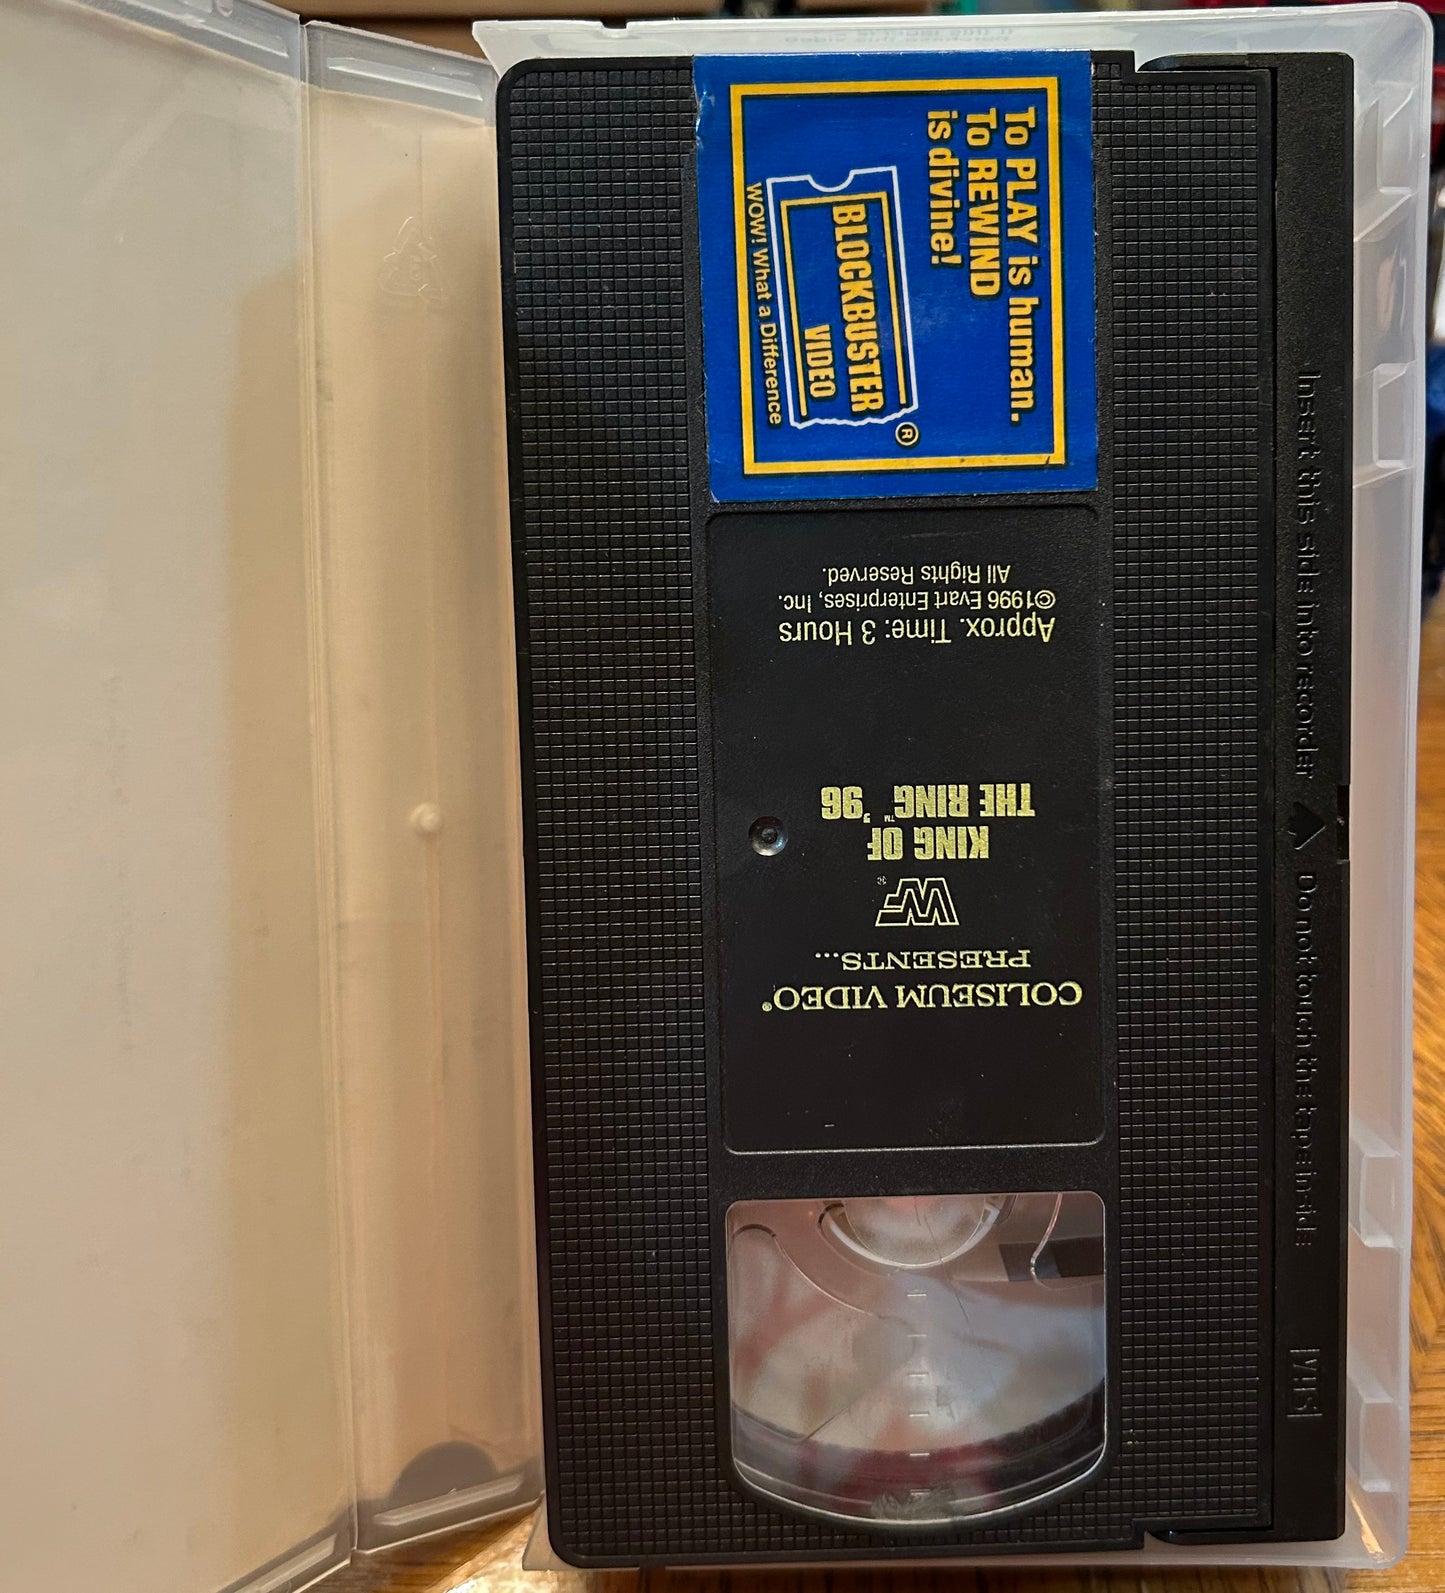 To PLAY is human.
To REWIND
is divine!
BLOCKBUSTER
VIDEO
®
WOW! What a Difference
COLISEUM VIDEO®
PRESENTS...
WF®
KING OF
THE RING™ '96
Approx. Time: 3 Hours
©1996 Evart Enterprises, Inc.
All Rights Reserved.
Insert this side into recorder
Do not touch the tape inside
VHS